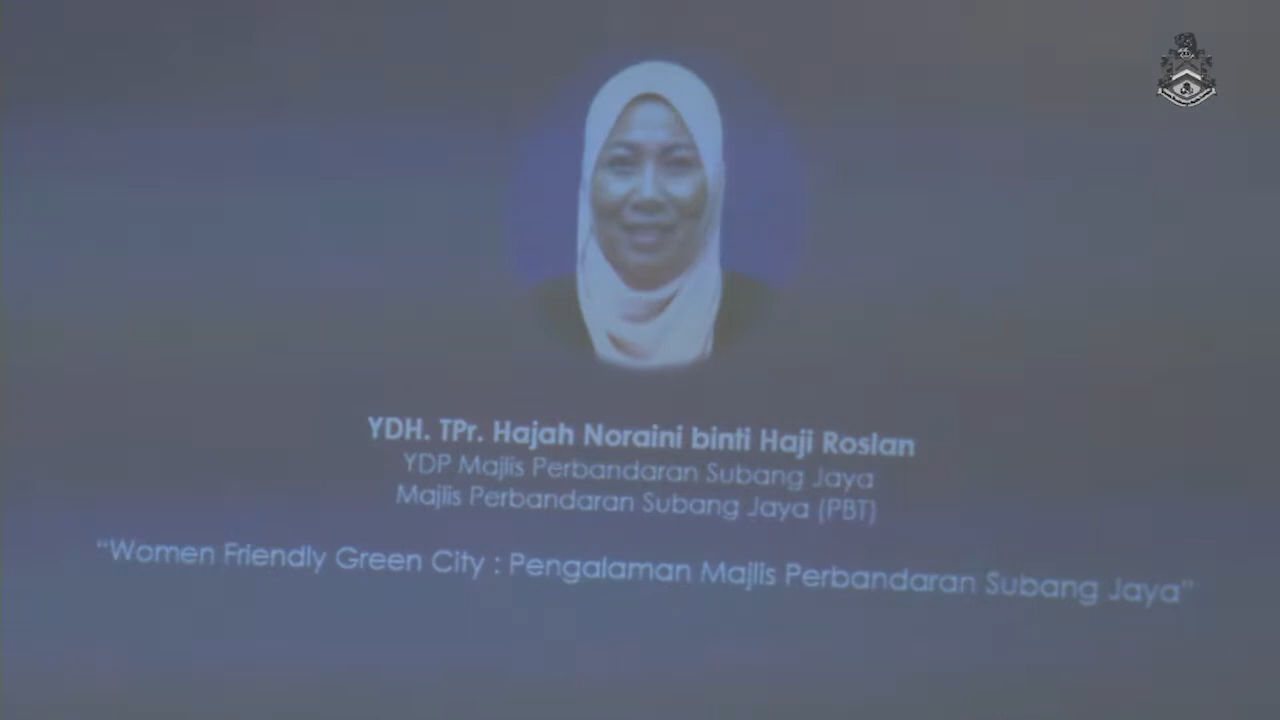 YDH. TPr. Hajah Noraini binti Haji Roslan
YDP Majlis Perbandaran Subang Jaya
Majlis Perbandaran Subang Jaya (PBT)
“Women Friendly Green City : Pengalaman Majlis Perbandaran Subang Jaya”